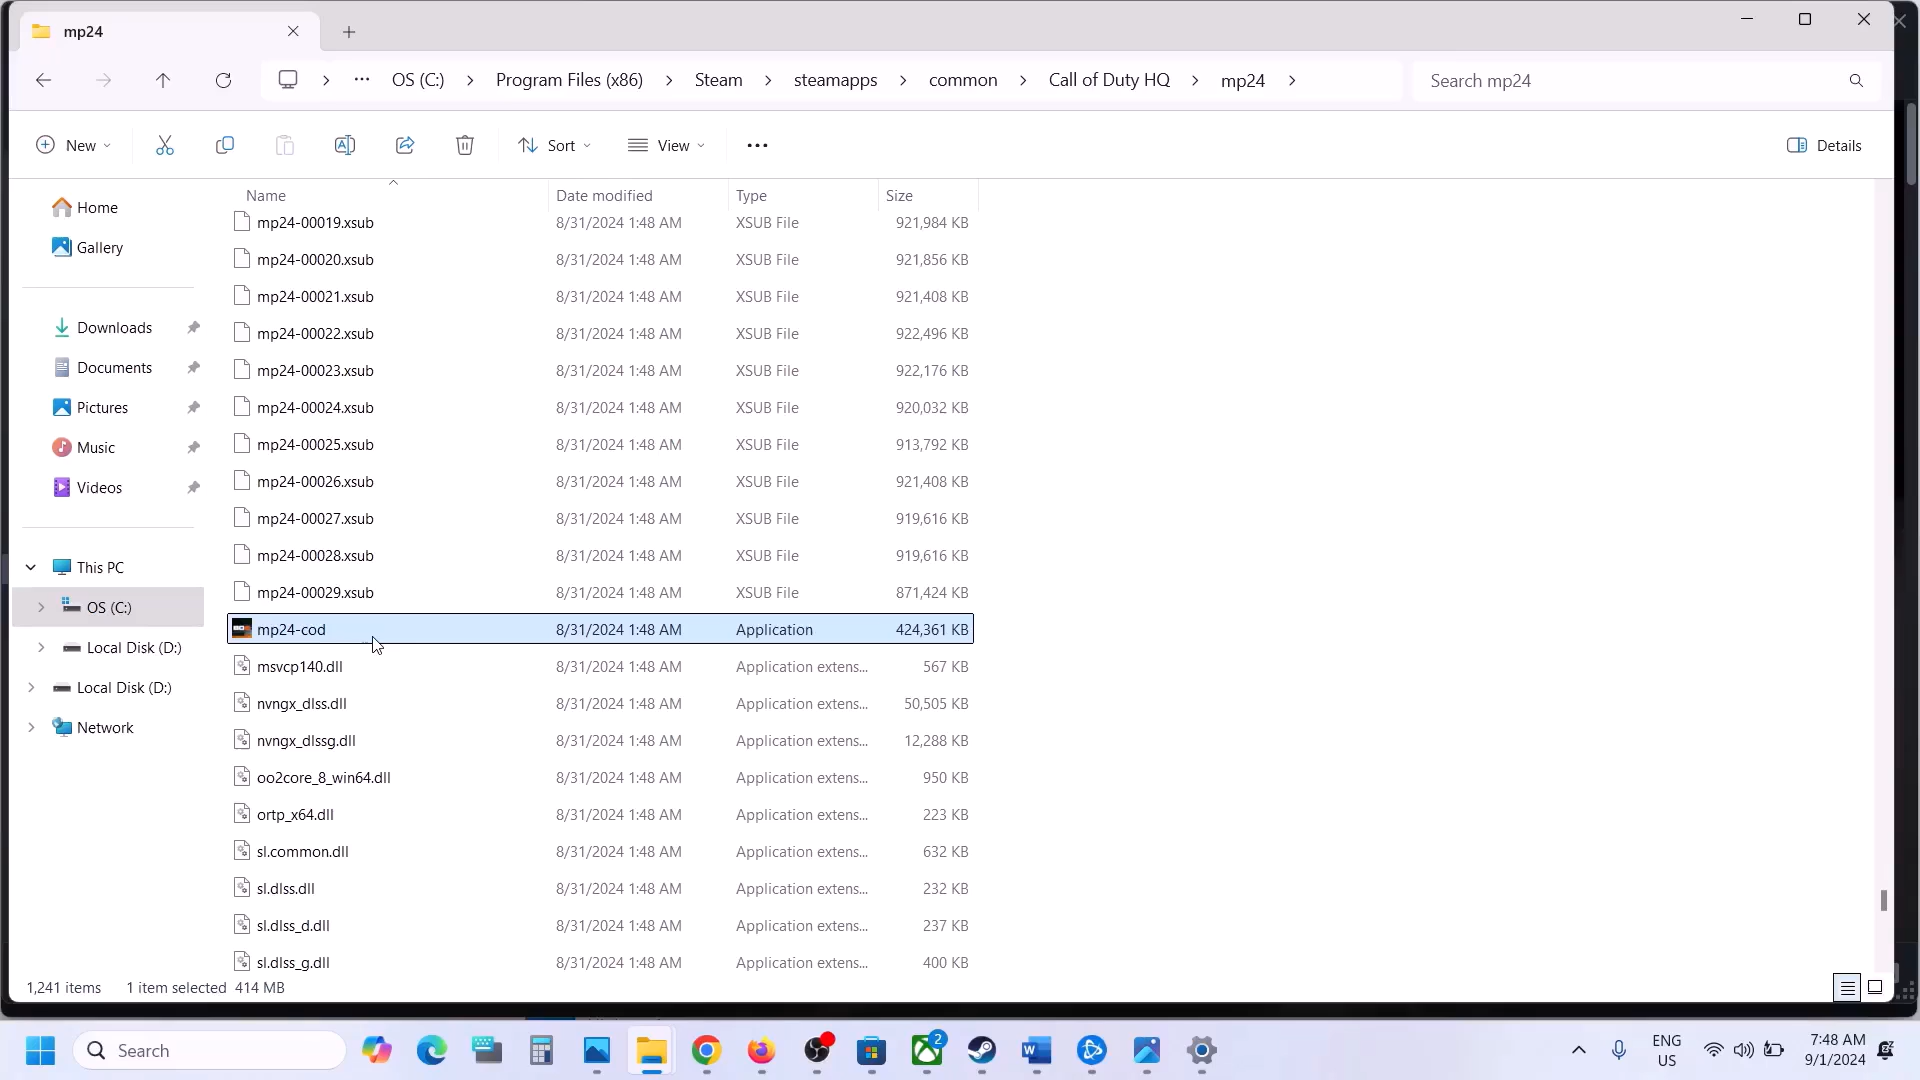 mp24
OS (C:) Program Files (x86) Steam steamapps common Call of Duty HQ mp24 Search mp24
New Sort View Details
Name Date modified Type Size
Home
Gallery
Downloads
Documents
Pictures
Music
Videos
This PC
OS (C:)
Local Disk (D:)
Local Disk (D:)
Network
mp24-00019.xsub 8/31/2024 1:48 AM XSUB File 921,984 KB
mp24-00020.xsub 8/31/2024 1:48 AM XSUB File 921,856 KB
mp24-00021.xsub 8/31/2024 1:48 AM XSUB File 921,408 KB
mp24-00022.xsub 8/31/2024 1:48 AM XSUB File 922,496 KB
mp24-00023.xsub 8/31/2024 1:48 AM XSUB File 922,176 KB
mp24-00024.xsub 8/31/2024 1:48 AM XSUB File 920,032 KB
mp24-00025.xsub 8/31/2024 1:48 AM XSUB File 913,792 KB
mp24-00026.xsub 8/31/2024 1:48 AM XSUB File 921,408 KB
mp24-00027.xsub 8/31/2024 1:48 AM XSUB File 919,616 KB
mp24-00028.xsub 8/31/2024 1:48 AM XSUB File 919,616 KB
mp24-00029.xsub 8/31/2024 1:48 AM XSUB File 871,424 KB
mp24-cod 8/31/2024 1:48 AM Application 424,361 KB
msvcp140.dll 8/31/2024 1:48 AM Application extens... 567 KB
nvngx_dlss.dll 8/31/2024 1:48 AM Application extens... 50,505 KB
nvngx_dlssg.dll 8/31/2024 1:48 AM Application extens... 12,288 KB
oo2core_8_win64.dll 8/31/2024 1:48 AM Application extens... 950 KB
ortp_x64.dll 8/31/2024 1:48 AM Application extens... 223 KB
sl.common.dll 8/31/2024 1:48 AM Application extens... 632 KB
sl.dlss.dll 8/31/2024 1:48 AM Application extens... 232 KB
sl.dlss_d.dll 8/31/2024 1:48 AM Application extens... 237 KB
sl.dlss_g.dll 8/31/2024 1:48 AM Application extens... 400 KB
1,241 items 1 item selected 414 MB
Search 2 ENG US 7:48 AM 9/1/2024